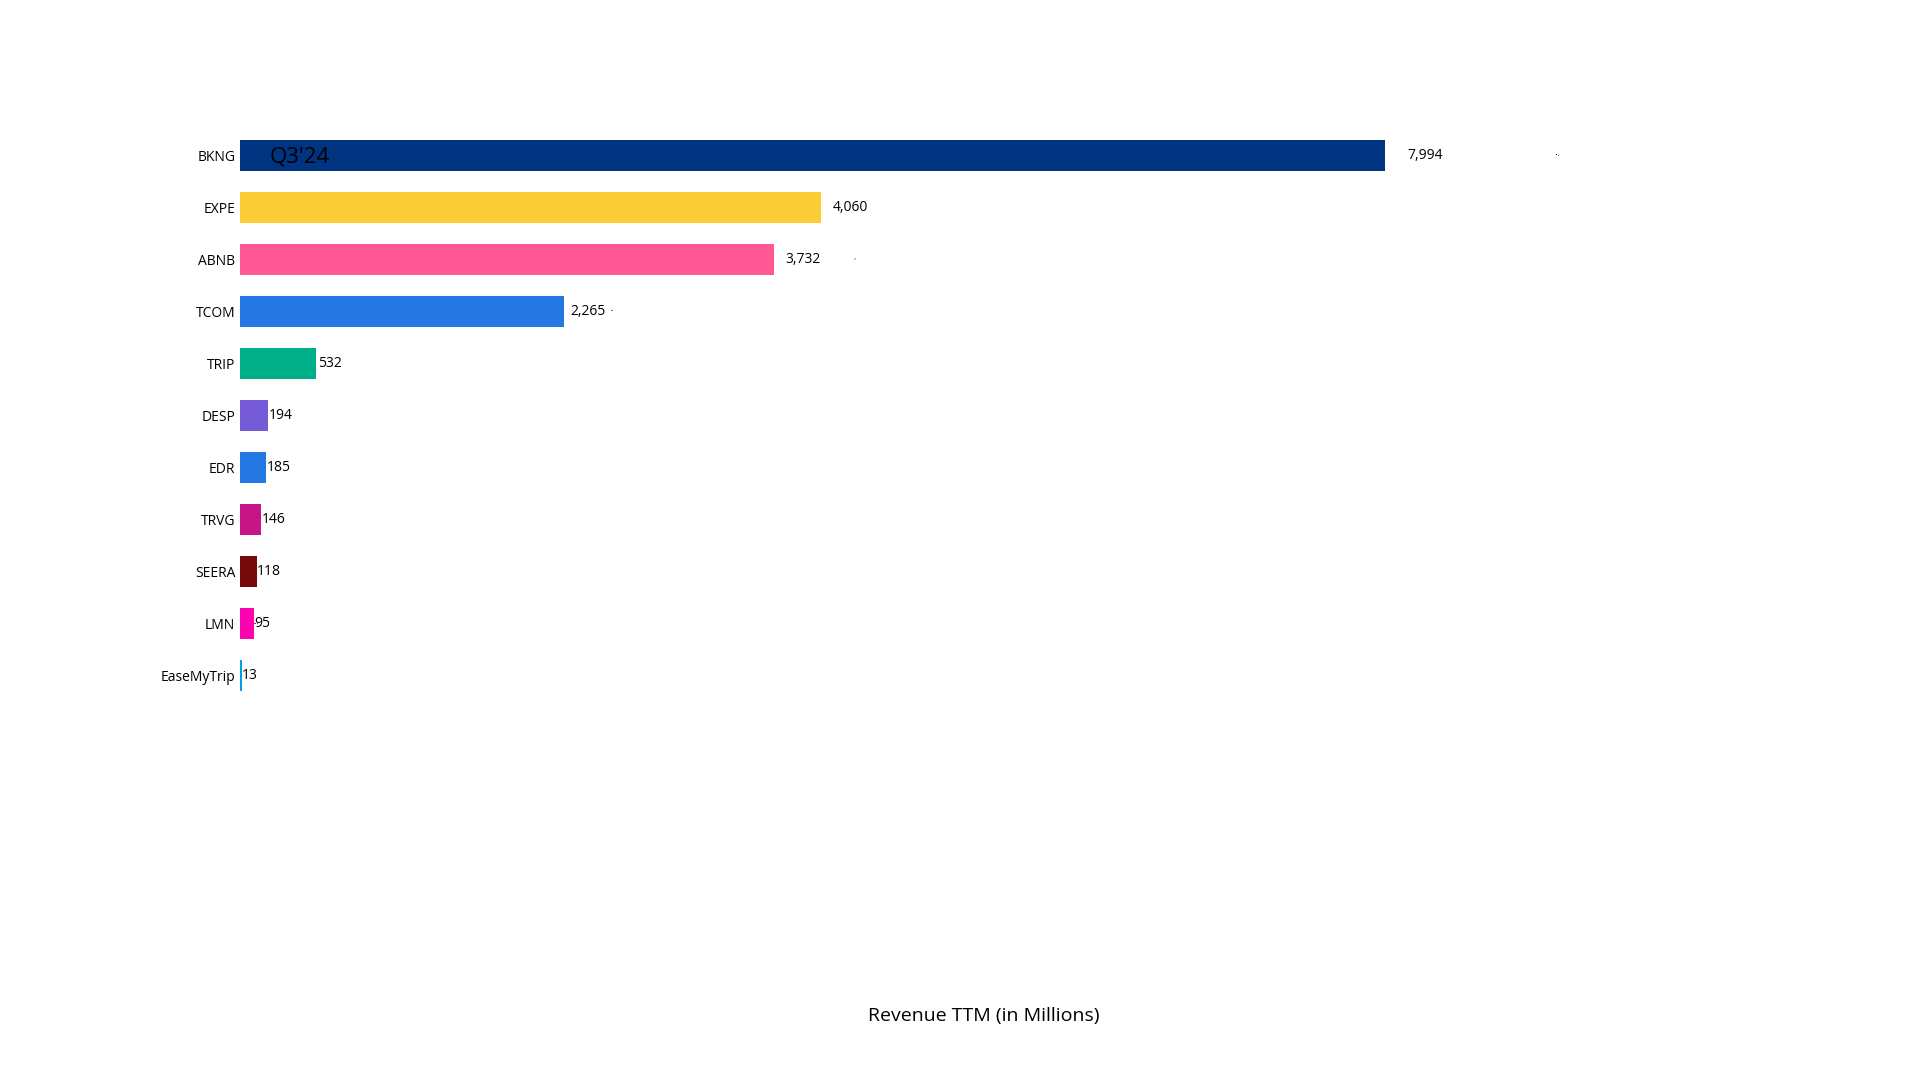 BKNG Q3'24 7,994
EXPE 4,060
ABNB 3,732
TCOM 2,265
TRIP 532
DESP 194
EDR 185
TRVG 146
SEERA 118
LMN 95
EaseMyTrip 13
Revenue TTM (in Millions)